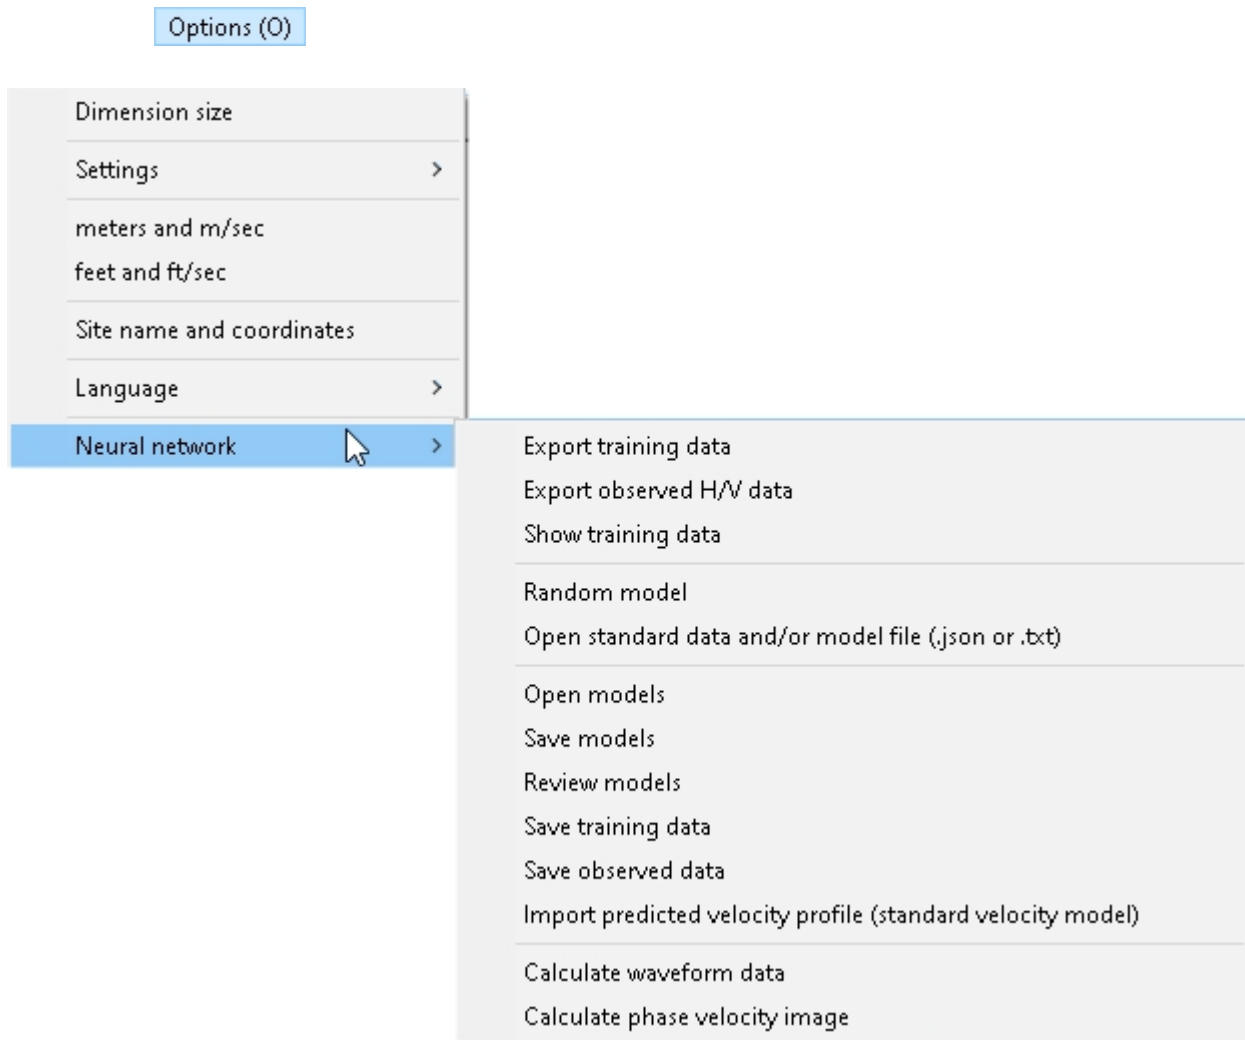 Options (O)
Dimension size
Settings
meters and m/sec
feet and ft/sec
Site name and coordinates
Language
Neural network
Export training data
Export observed H/V data
Show training data
Random model
Open standard data and/or model file (.json or .txt)
Open models
Save models
Review models
Save training data
Save observed data
Import predicted velocity profile (standard velocity model)
Calculate waveform data
Calculate phase velocity image